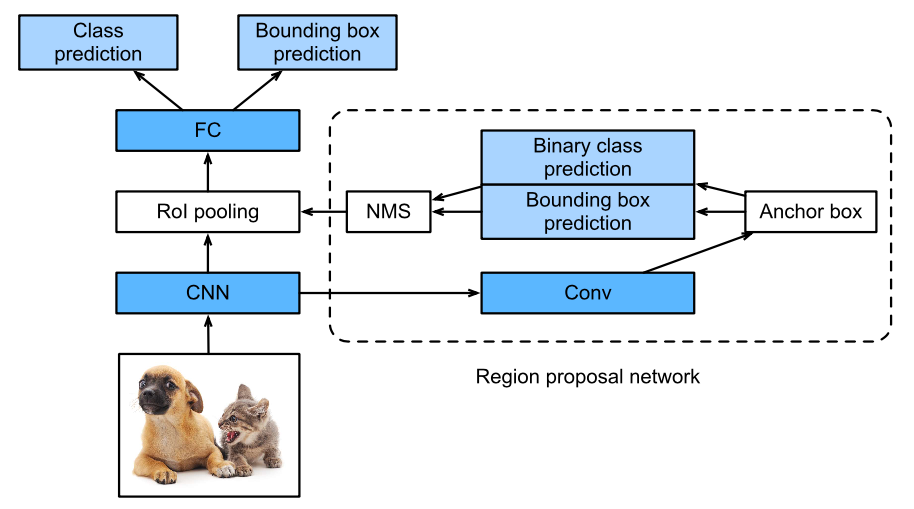 Class
prediction
Bounding box
prediction
FC
Binary class
prediction
RoI pooling
NMS
Bounding box
prediction
Anchor box
CNN
Conv
Region proposal network